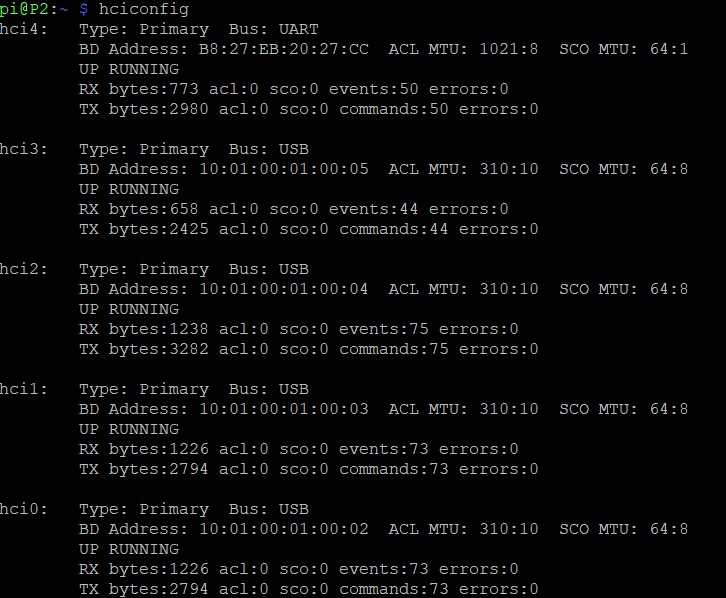 pi@P2:~ $ hciconfig
hci4:   Type: Primary  Bus: UART
        BD Address: B8:27:EB:20:27:CC  ACL MTU: 1021:8  SCO MTU: 64:1
        UP RUNNING
        RX bytes:773 acl:0 sco:0 events:50 errors:0
        TX bytes:2980 acl:0 sco:0 commands:50 errors:0

hci3:   Type: Primary  Bus: USB
        BD Address: 10:01:00:01:00:05  ACL MTU: 310:10  SCO MTU: 64:8
        UP RUNNING
        RX bytes:658 acl:0 sco:0 events:44 errors:0
        TX bytes:2425 acl:0 sco:0 commands:44 errors:0

hci2:   Type: Primary  Bus: USB
        BD Address: 10:01:00:01:00:04  ACL MTU: 310:10  SCO MTU: 64:8
        UP RUNNING
        RX bytes:1238 acl:0 sco:0 events:75 errors:0
        TX bytes:3282 acl:0 sco:0 commands:75 errors:0

hci1:   Type: Primary  Bus: USB
        BD Address: 10:01:00:01:00:03  ACL MTU: 310:10  SCO MTU: 64:8
        UP RUNNING
        RX bytes:1226 acl:0 sco:0 events:73 errors:0
        TX bytes:2794 acl:0 sco:0 commands:73 errors:0

hci0:   Type: Primary  Bus: USB
        BD Address: 10:01:00:01:00:02  ACL MTU: 310:10  SCO MTU: 64:8
        UP RUNNING
        RX bytes:1226 acl:0 sco:0 events:73 errors:0
        TX bytes:2794 acl:0 sco:0 commands:73 errors:0